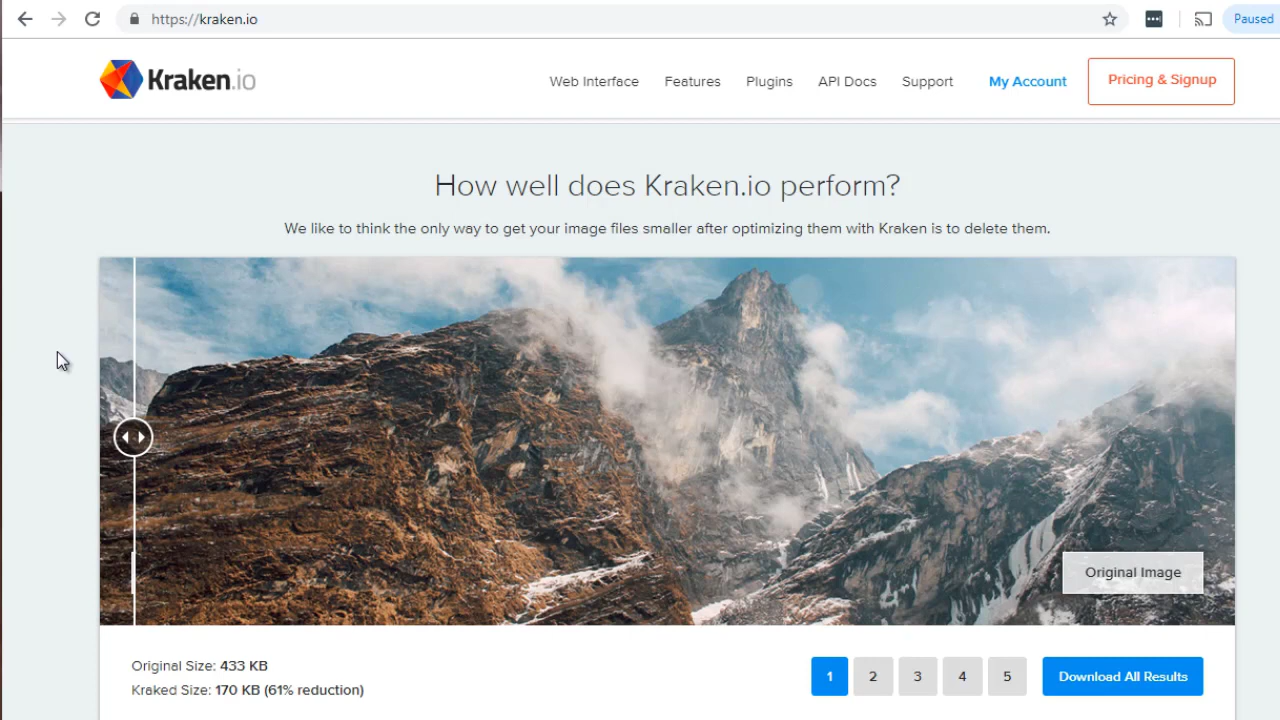 https://kraken.io
Paused
Kraken.io
Web Interface
Features
Plugins
API Docs
Support
My Account
Pricing & Signup
How well does Kraken.io perform?
We like to think the only way to get your image files smaller after optimizing them with Kraken is to delete them.
Original Image
Original Size: 433 KB
Kraked Size: 170 KB (61% reduction)
1
2
3
4
5
Download All Results